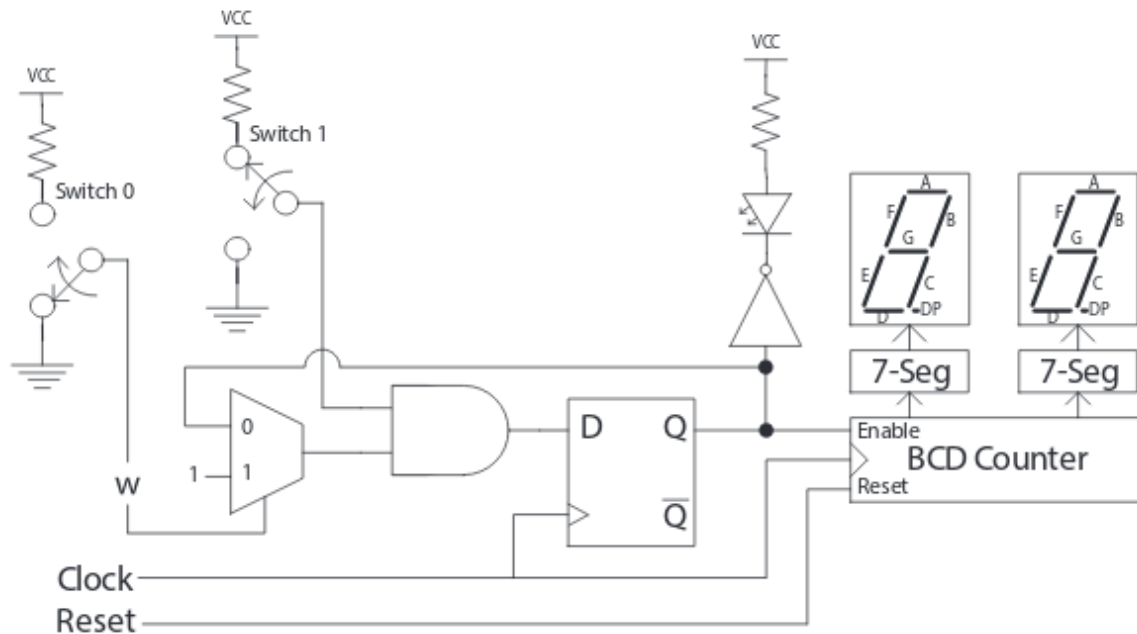 VCC
VCC
VCC
Switch 1
Switch 0
A
F
B
G
E
C
D
DP
A
F
B
G
E
C
D
DP
7-Seg
7-Seg
0
1
1
w
D
Q
Q̅
Enable
BCD Counter
Reset
Clock
Reset